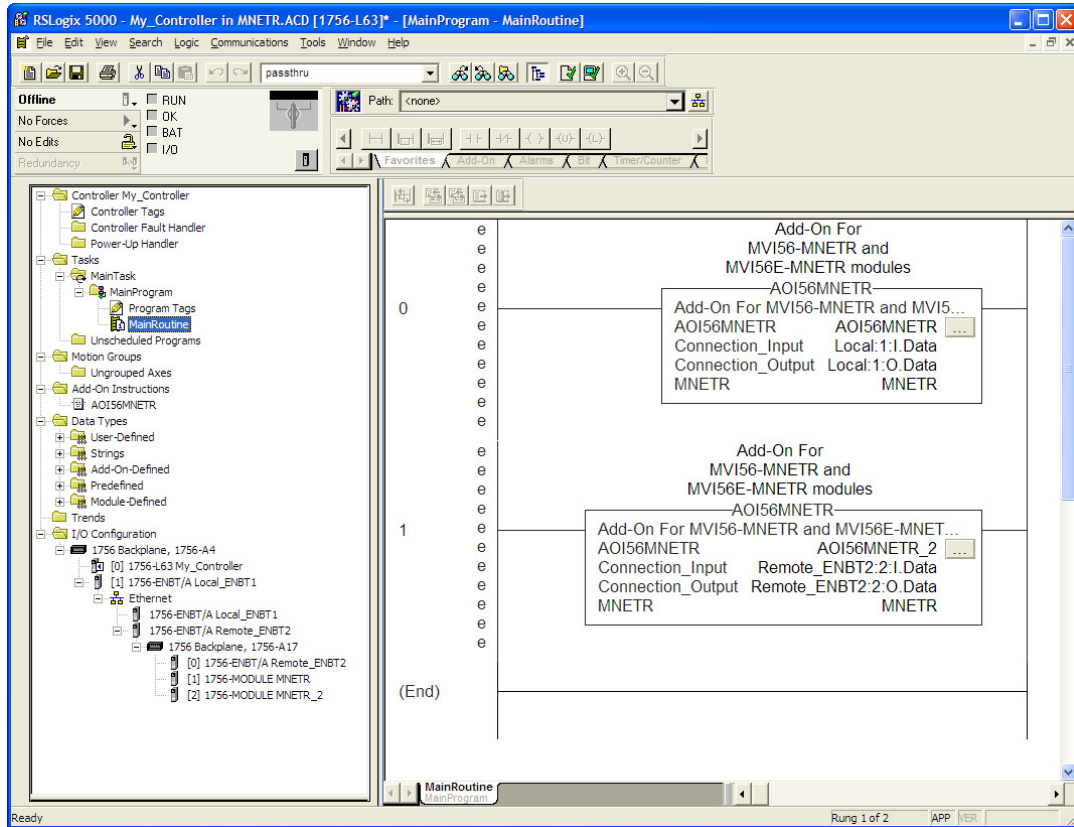 RSLogix 5000 - My_Controller in MNETR.ACD [1756-L63]* - [MainProgram - MainRoutine]
File Edit View Search Logic Communications Tools Window Help
passthru
Offline
RUN
No Forces
OK
No Edits
BAT
Redundancy
I/O
Path: <none>
Favorites Add-On Alarms Bit Timer/Counter
Controller My_Controller
Controller Tags
Controller Fault Handler
Power-Up Handler
Tasks
MainTask
MainProgram
Program Tags
MainRoutine
Unscheduled Programs
Motion Groups
Ungrouped Axes
Add-On Instructions
AOI56MNETR
Data Types
User-Defined
Strings
Add-On-Defined
Predefined
Module-Defined
Trends
I/O Configuration
1756 Backplane, 1756-A4
[0] 1756-L63 My_Controller
[1] 1756-ENBT/A Local_ENBT1
Ethernet
1756-ENBT/A Local_ENBT1
1756-ENBT/A Remote_ENBT2
1756 Backplane, 1756-A17
[0] 1756-ENBT/A Remote_ENBT2
[1] 1756-MODULE MNETR
[2] 1756-MODULE MNETR_2
e Add-On For
e MVI56-MNETR and
e MVI56E-MNETR modules
e AOI56MNETR
0 e Add-On For MVI56-MNETR and MVI5...
e AOI56MNETR AOI56MNETR ...
e Connection_Input Local:1:I.Data
e Connection_Output Local:1:O.Data
e MNETR MNETR
e
e
e Add-On For
e MVI56-MNETR and
e MVI56E-MNETR modules
e AOI56MNETR
1 e Add-On For MVI56-MNETR and MVI56E-MNET...
e AOI56MNETR AOI56MNETR_2 ...
e Connection_Input Remote_ENBT2:2:I.Data
e Connection_Output Remote_ENBT2:2:O.Data
e MNETR MNETR
e
e
(End)
MainRoutine
MainProgram
Ready
Rung 1 of 2 APP VER